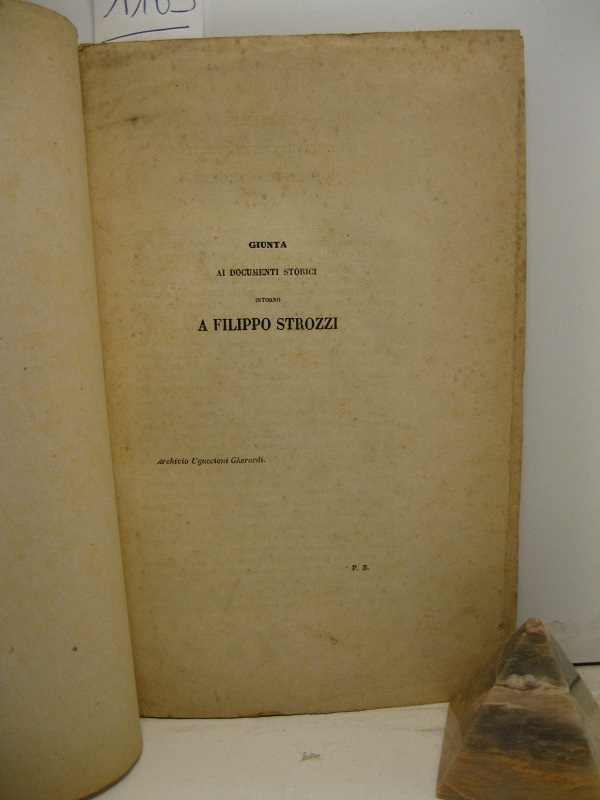 GIUNTA
AI DOCUMENTI STORICI
INTORNO
A FILIPPO STROZZI
Archivio Uguccioni Gherardi.
P. B.